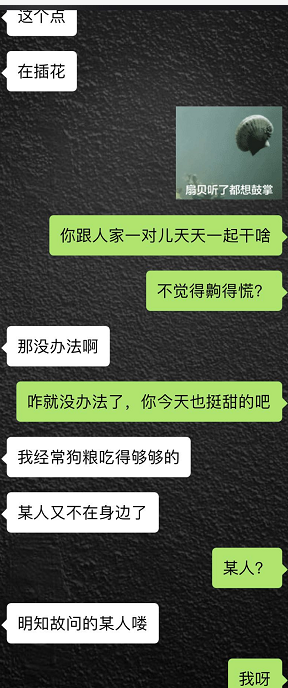 这个点
在插花
扇贝听了都想鼓掌
你跟人家一对儿天天一起干啥
不觉得齁得慌？
那没办法啊
咋就没办法了，你今天也挺甜的吧
我经常狗粮吃得够够的
某人又不在身边了
某人？
明知故问的某人喽
我呀